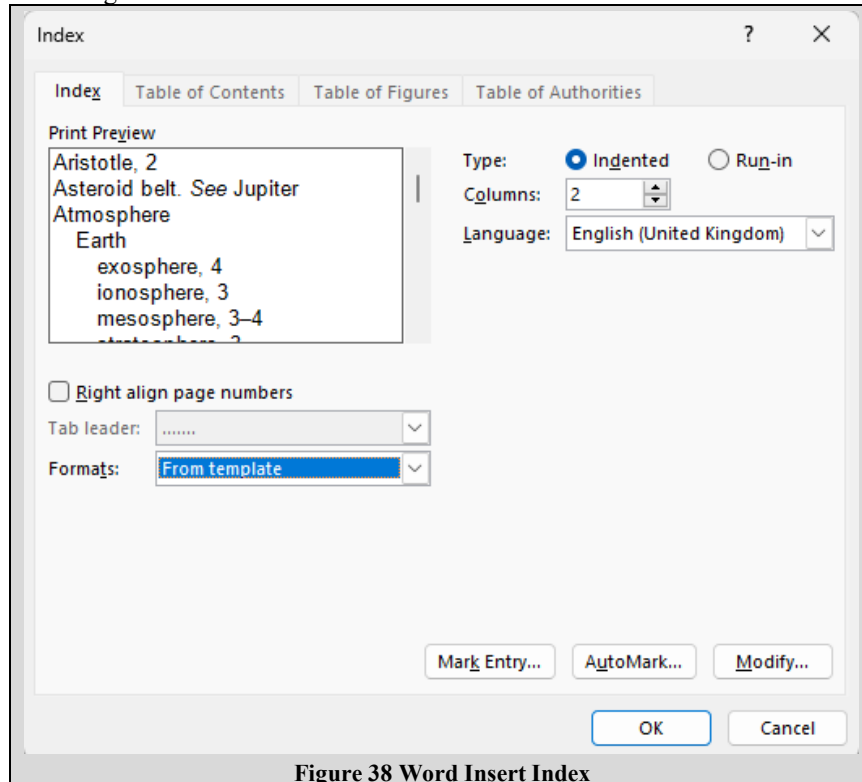 Index ? ×
Index Table of Contents Table of Figures Table of Authorities
Print Preview
Aristotle, 2
Asteroid belt. See Jupiter
Atmosphere
Earth
exosphere, 4
ionosphere, 3
mesosphere, 3–4
Type: Indented Run-in
Columns: 2
Language: English (United Kingdom)
Right align page numbers
Tab leader: .......
Formats: From template
Mark Entry... AutoMark... Modify...
OK Cancel
Figure 38 Word Insert Index